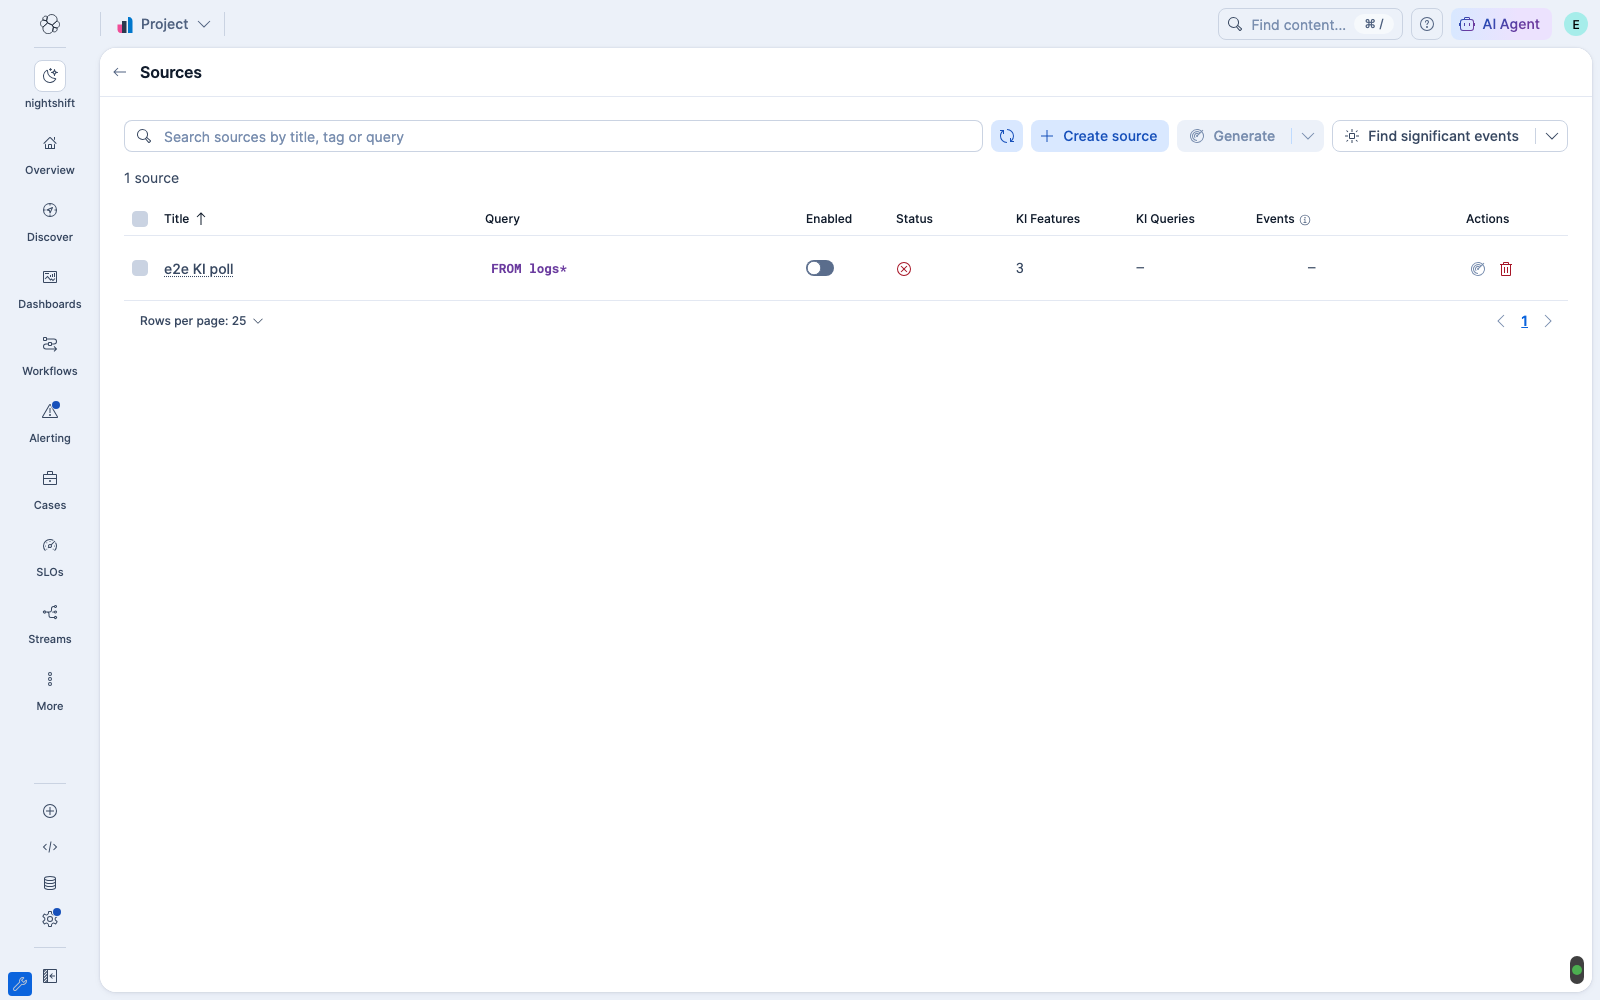 Project
Find content... ⌘ /
AI Agent
E
nightshift
Overview
Discover
Dashboards
Workflows
Alerting
Cases
SLOs
Streams
More
Sources
Search sources by title, tag or query
Create source
Generate
Find significant events
1 source
Title Query Enabled Status KI Features KI Queries Events Actions
e2e KI poll FROM logs* 3 – –
Rows per page: 25
1